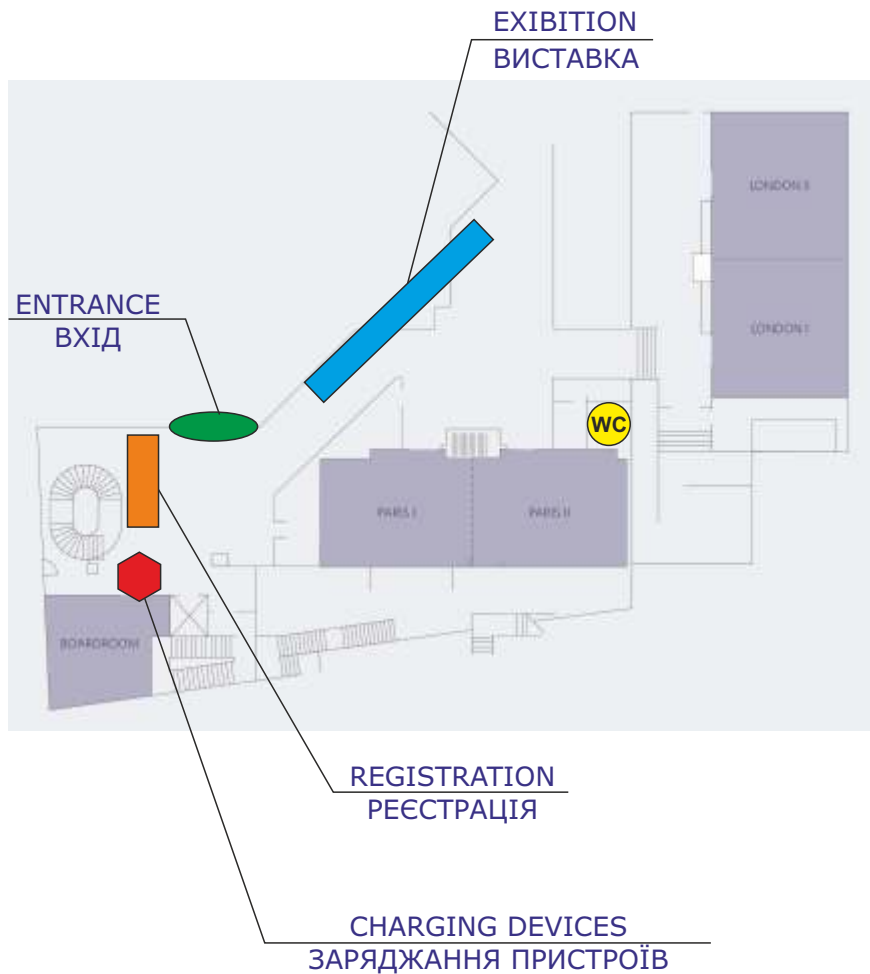 EXIBITION
ВИСТАВКА
LONDON II
ENTRANCE
ВХІД
LONDON I
WC
PARIS I
PARIS II
BOARDROOM
REGISTRATION
РЕЄСТРАЦІЯ
CHARGING DEVICES
ЗАРЯДЖАННЯ ПРИСТРОЇВ